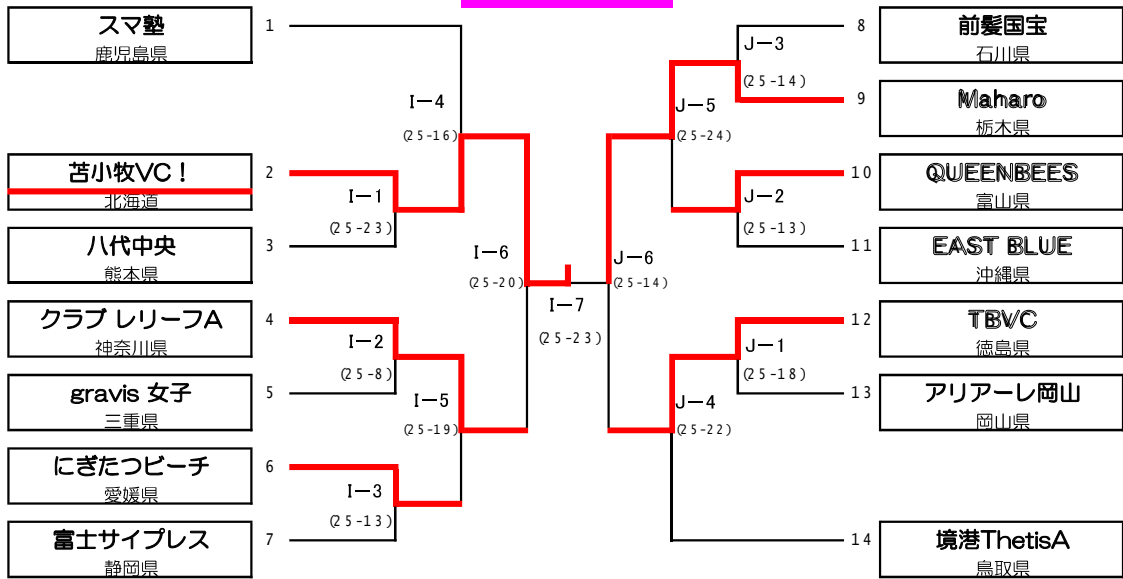 スマ塾
鹿児島県
1
苫小牧VC！
北海道
2
八代中央
熊本県
3
クラブ レリーフA
神奈川県
4
gravis 女子
三重県
5
にぎたつビーチ
愛媛県
6
富士サイプレス
静岡県
7
I－4
(25-16)
I－1
(25-23)
I－6
(25-20)
I－2
(25-8)
I－5
(25-19)
I－3
(25-13)
I－7
(25-23)
J－3
(25-14)
J－5
(25-24)
J－2
(25-13)
J－6
(25-14)
J－1
(25-18)
J－4
(25-22)
8
前髪国宝
石川県
9
Maharo
栃木県
10
QUEENBEES
富山県
11
EAST BLUE
沖縄県
12
TBVC
徳島県
13
アリアーレ岡山
岡山県
14
境港ThetisA
鳥取県